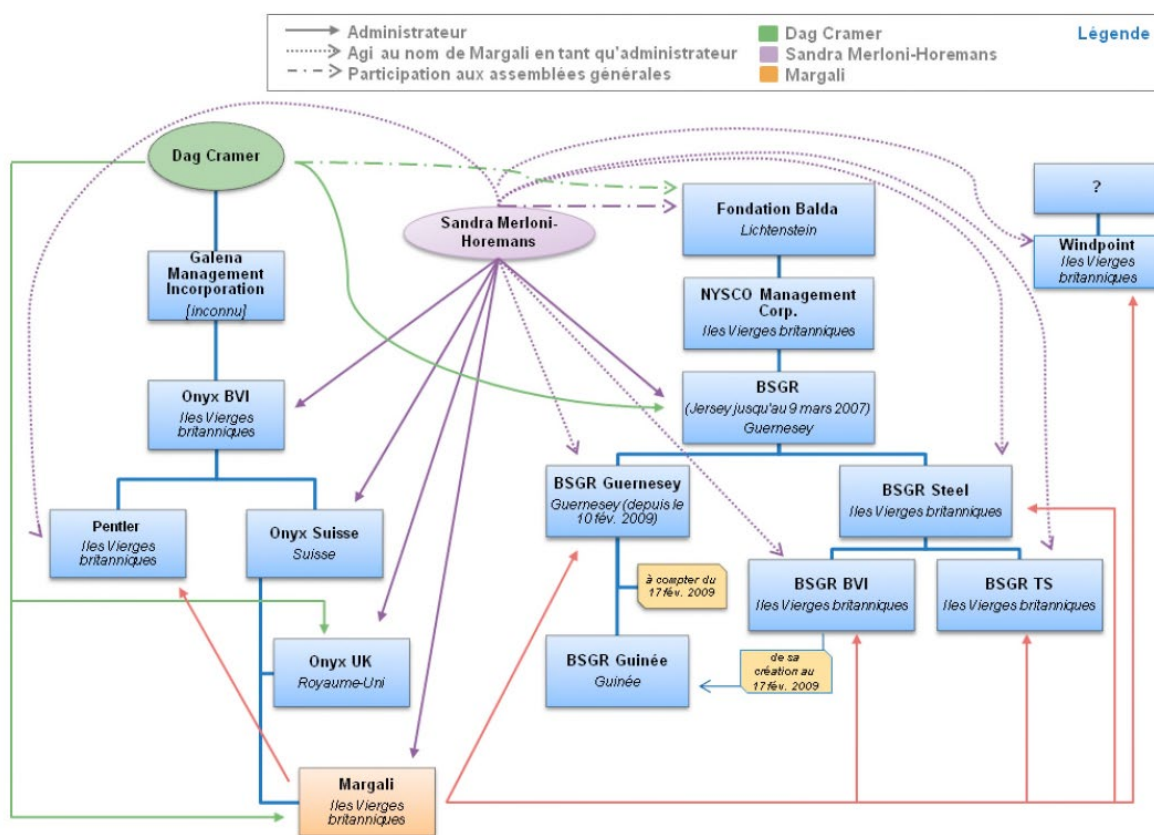 Administrateur
Agi au nom de Margali en tant qu'administrateur
Participation aux assemblées générales
Dag Cramer
Sandra Merloni-Horemans
Margali
Légende
Dag Cramer
Sandra Merloni-
Horemans
Galena
Management
Incorporation
[inconnu]
Onyx BVI
Iles Vierges
britanniques
Pentler
Iles Vierges
britanniques
Onyx Suisse
Suisse
Onyx UK
Royaume-Uni
Margali
Iles Vierges
britanniques
Fondation Balda
Lichtenstein
NYSCO Management
Corp.
Iles Vierges britanniques
BSGR
(Jersey jusqu'au 9 mars 2007)
Guernesey
BSGR Guernesey
Guernesey (depuis le
10 fév. 2009)
à compter du
17 fév. 2009
BSGR Guinée
Guinée
BSGR Steel
Iles Vierges britanniques
BSGR BVI
Iles Vierges britanniques
de sa
création au
17 fév. 2009
BSGR TS
Iles Vierges britanniques
?
Windpoint
Iles Vierges
britanniques